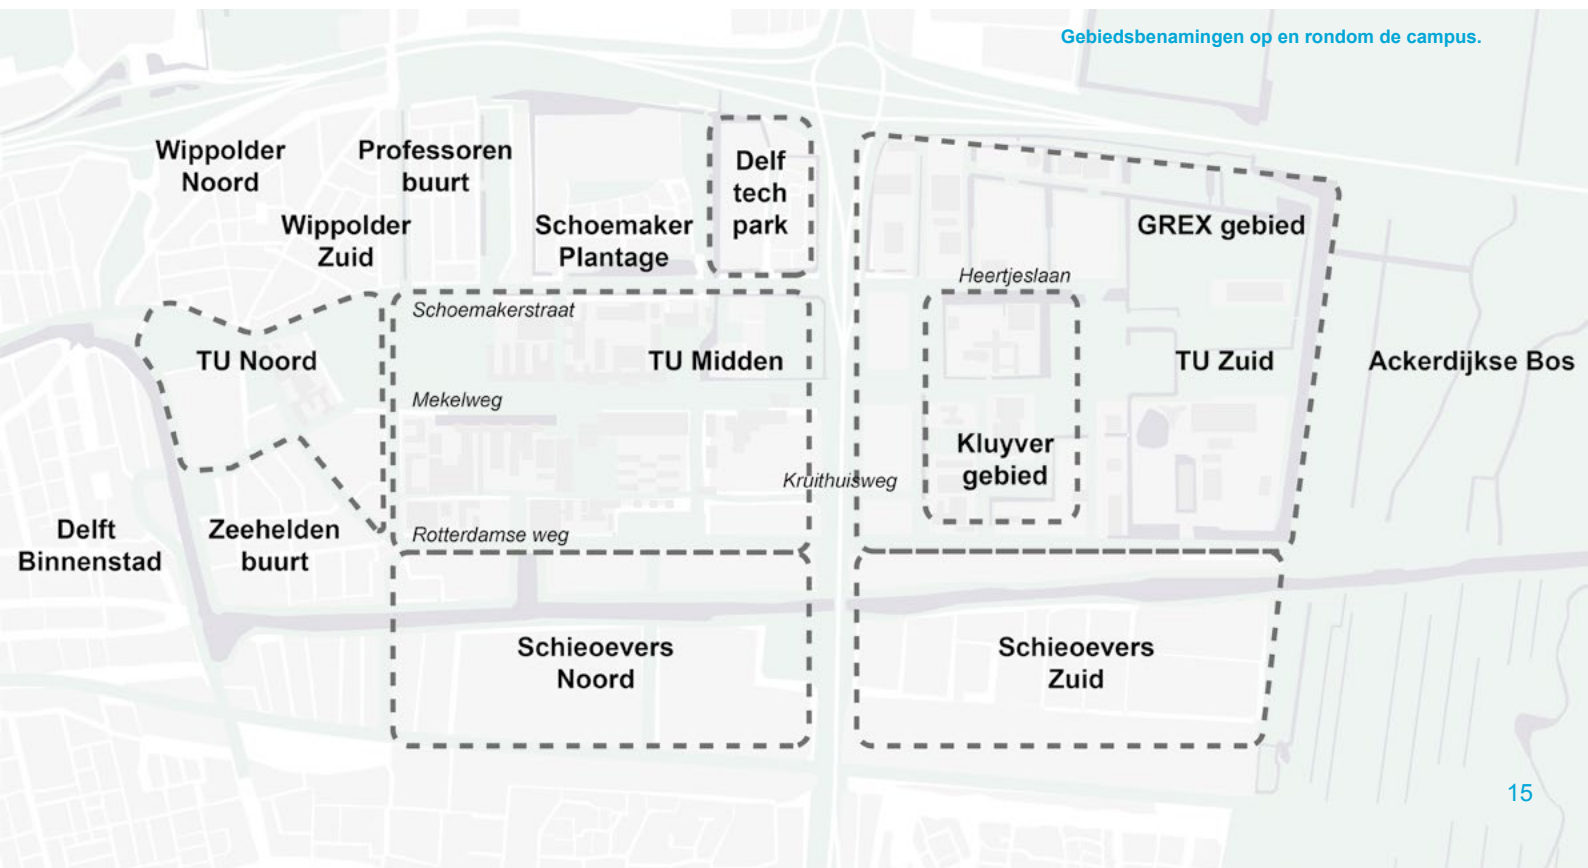 Gebiedsbenamingen op en rondom de campus.
Wippolder
Noord
Professoren
buurt
Delf
tech
park
Wippolder
Zuid
Schoemaker
Plantage
GREX gebied
Heertjeslaan
Schoemakerstraat
TU Noord
TU Midden
TU Zuid
Ackerdijkse Bos
Mekelweg
Kluyver
gebied
Kruithuisweg
Delft
Binnenstad
Zeehelden
buurt
Rotterdamse weg
Schieoevers
Noord
Schieoevers
Zuid
15